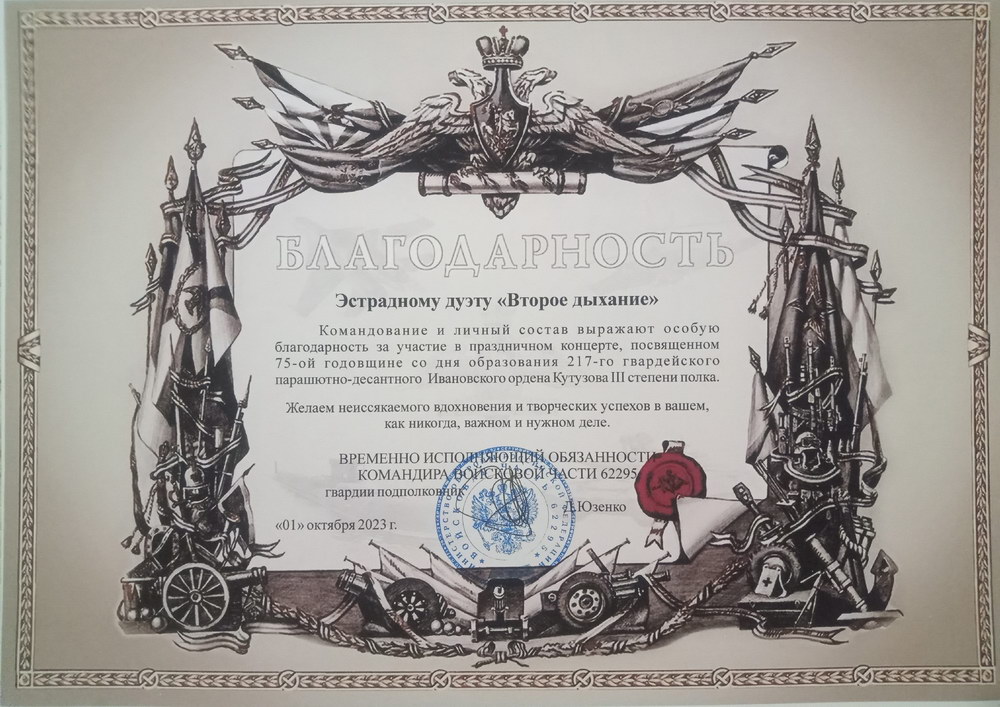 БЛАГОДАРНОСТЬ
Эстрадному дуэту «Второе дыхание»
Командование и личный состав выражают особую
благодарность за участие в праздничном концерте, посвященном
75-ой годовщине со дня образования 217-го гвардейского
парашютно-десантного Ивановского ордена Кутузова III степени полка.
Желаем неиссякаемого вдохновения и творческих успехов в вашем,
как никогда, важном и нужном деле.
ВРЕМЕННО ИСПОЛНЯЮЩИЙ ОБЯЗАННОСТИ
КОМАНДИРА ВОЙСКОВОЙ ЧАСТИ 62295
гвардии подполковник
Д.Юзенко
«01» октября 2023 г.
ВОЙСКОВАЯ ЧАСТЬ 62295